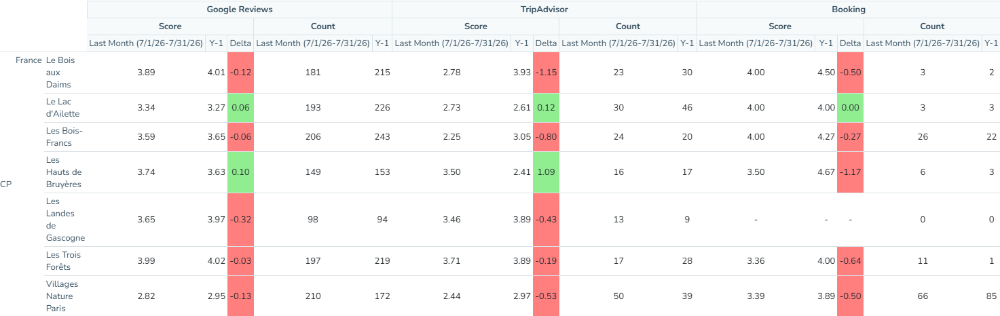 Google Reviews TripAdvisor Booking
Score Count Score Count Score Count
Last Month (7/1/26-7/31/26) Y-1 Delta Last Month (7/1/26-7/31/26) Y-1 Last Month (7/1/26-7/31/26) Y-1 Delta Last Month (7/1/26-7/31/26) Y-1 Last Month (7/1/26-7/31/26) Y-1 Delta Last Month (7/1/26-7/31/26) Y-1
France Le Bois
aux 3.89 4.01 -0.12 181 215 2.78 3.93 -1.15 23 30 4.00 4.50 -0.50 3 2
Daims
Le Lac
d'Ailette 3.34 3.27 0.06 193 226 2.73 2.61 0.12 30 46 4.00 4.00 0.00 3 3
Les Bois-
Francs 3.59 3.65 -0.06 206 243 2.25 3.05 -0.80 24 20 4.00 4.27 -0.27 26 22
Les
Hauts de 3.74 3.63 0.10 149 153 3.50 2.41 1.09 16 17 3.50 4.67 -1.17 6 3
Bruyères
CP
Les
Landes
de 3.65 3.97 -0.32 98 94 3.46 3.89 -0.43 13 9 - - - 0 0
Gascogne
Les Trois
Forêts 3.99 4.02 -0.03 197 219 3.71 3.89 -0.19 17 28 3.36 4.00 -0.64 11 1
Villages
Nature 2.82 2.95 -0.13 210 172 2.44 2.97 -0.53 50 39 3.39 3.89 -0.50 66 85
Paris